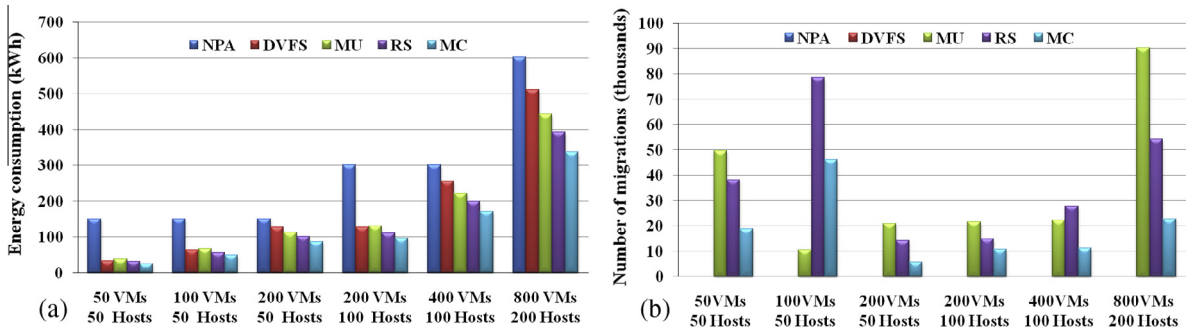 Energy consumption (kWh)
700
600
500
400
300
200
100
0
NPA DVFS MU RS MC
50 VMs 100 VMs 200 VMs 200 VMs 400 VMs 800 VMs
50 Hosts 50 Hosts 50 Hosts 100 Hosts 100 Hosts 200 Hosts
(a)
Number of migrations (thousands)
100
90
80
70
60
50
40
30
20
10
0
NPA DVFS MU RS MC
50VMs 100VMs 200VMs 200VMs 400VMs 800VMs
50Hosts 50Hosts 50Hosts 100Hosts 100Hosts 200Hosts
(b)